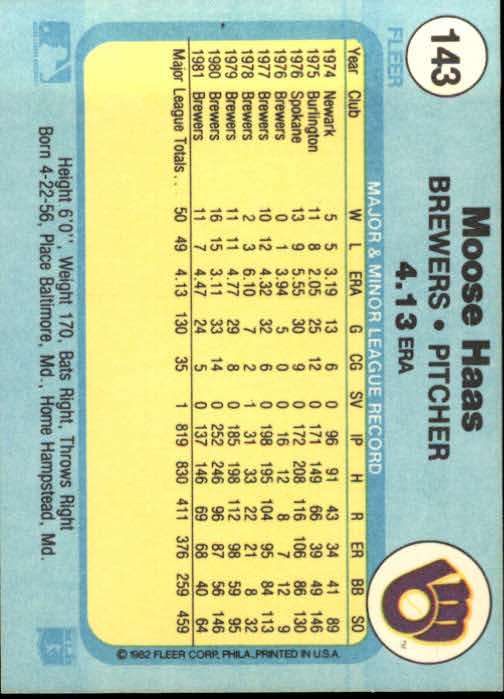 143
FLEER
Moose Haas
BREWERS • PITCHER
4.13 ERA
MAJOR & MINOR LEAGUE RECORD
Year Club W L ERA G CG SV IP H R ER BB SO
1974 Newark 5 5 3.19 13 6 0 96 91 43 34 41 89
1975 Burlington 11 8 2.05 25 12 0 171 149 66 39 49 146
1976 Spokane 13 9 5.55 30 9 0 172 208 116 106 86 130
1976 Brewers 0 1 3.94 5 0 0 16 12 8 7 12 9
1977 Brewers 10 12 4.32 32 6 0 198 195 104 95 84 113
1978 Brewers 2 3 6.10 7 2 1 31 33 22 21 8 32
1979 Brewers 11 11 4.77 29 8 0 185 198 112 98 59 95
1980 Brewers 16 15 3.11 33 14 0 252 246 96 87 56 146
1981 Brewers 11 7 4.47 24 5 0 137 146 69 68 40 64
Major League Totals . . 50 49 4.13 130 35 1 819 830 411 376 259 459
© 1982 FLEER CORP., PHILA., PRINTED IN U.S.A.
Height 6'0'', Weight 170, Bats Right, Throws Right
Born 4-22-56, Place Baltimore, Md., Home Hampstead, Md.